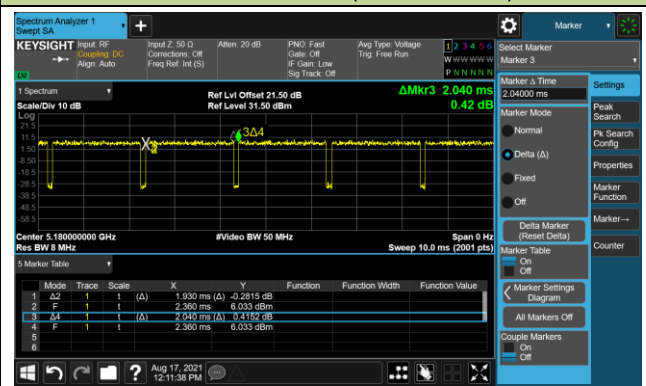 Spectrum Analyzer 1
Swept SA
Marker
KEYSIGHT
Input: RF
Coupling: DC
Align: Auto
Input Z: 50 Ω
Corrections: Off
Freq Ref: Int (S)
Atten: 20 dB
PNO: Fast
Gate: Off
IF Gain: Low
Sig Track: Off
Avg Type: Voltage
Trig: Free Run
1 2 3 4 5 6
W W W W W W
P N N N N N
Select Marker
Marker 3
1 Spectrum
Scale/Div 10 dB
Ref Lvl Offset 21.50 dB
Ref Level 31.50 dBm
ΔMkr3 2.040 ms
0.42 dB
Log
21.5
11.5
1.50
-8.50
-18.5
-28.5
-38.5
-48.5
-58.5
X2
3Δ4
Center 5.180000000 GHz
Res BW 8 MHz
#Video BW 50 MHz
Span 0 Hz
Sweep 10.0 ms (2001 pts)
5 Marker Table
Mode Trace Scale X Y Function Function Width Function Value
1 Δ2 1 t (Δ) 1.930 ms (Δ) -0.2815 dB
2 F 1 t 2.360 ms 6.033 dBm
3 Δ4 1 t (Δ) 2.040 ms (Δ) 0.4152 dB
4 F 1 t 2.360 ms 6.033 dBm
5
6
Marker Δ Time
2.04000 ms
Marker Mode
Normal
Delta (Δ)
Fixed
Off
Delta Marker
(Reset Delta)
Marker Table
On
Off
Marker Settings
Diagram
All Markers Off
Couple Markers
On
Off
Settings
Peak
Search
Pk Search
Config
Properties
Marker
Function
Marker→
Counter
?
Aug 17, 2021
12:11:38 PM